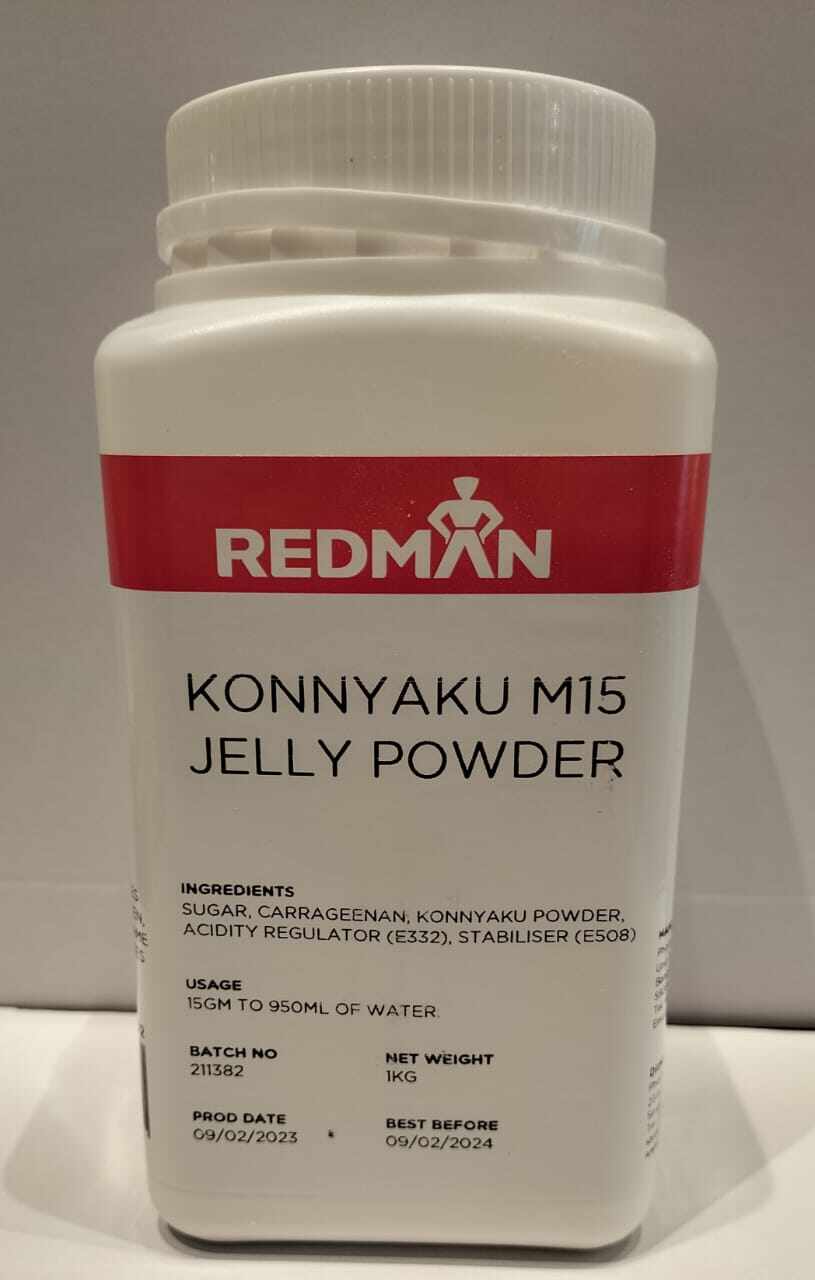 REDMAN
KONNYAKU M15
JELLY POWDER
INGREDIENTS
SUGAR, CARRAGEENAN, KONNYAKU POWDER,
ACIDITY REGULATOR (E332), STABILISER (E508)
USAGE
15GM TO 950ML OF WATER.
BATCH NO
211382
NET WEIGHT
1KG
PROD DATE
09/02/2023
BEST BEFORE
09/02/2024